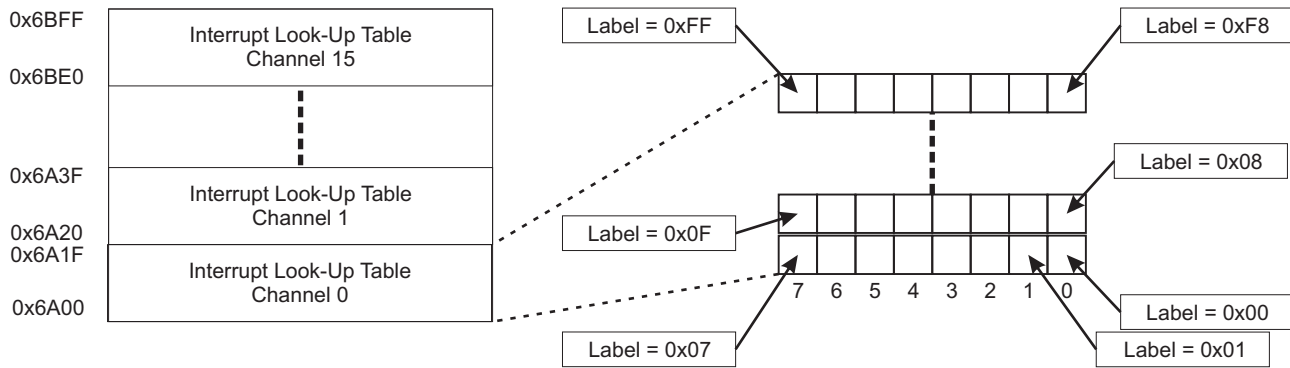 0x6BFF
Interrupt Look-Up Table
Channel 15
0x6BE0
0x6A3F
Interrupt Look-Up Table
Channel 1
0x6A20
0x6A1F
Interrupt Look-Up Table
Channel 0
0x6A00
Label = 0xFF
Label = 0xF8
Label = 0x08
Label = 0x0F
7 6 5 4 3 2 1 0
Label = 0x00
Label = 0x07
Label = 0x01